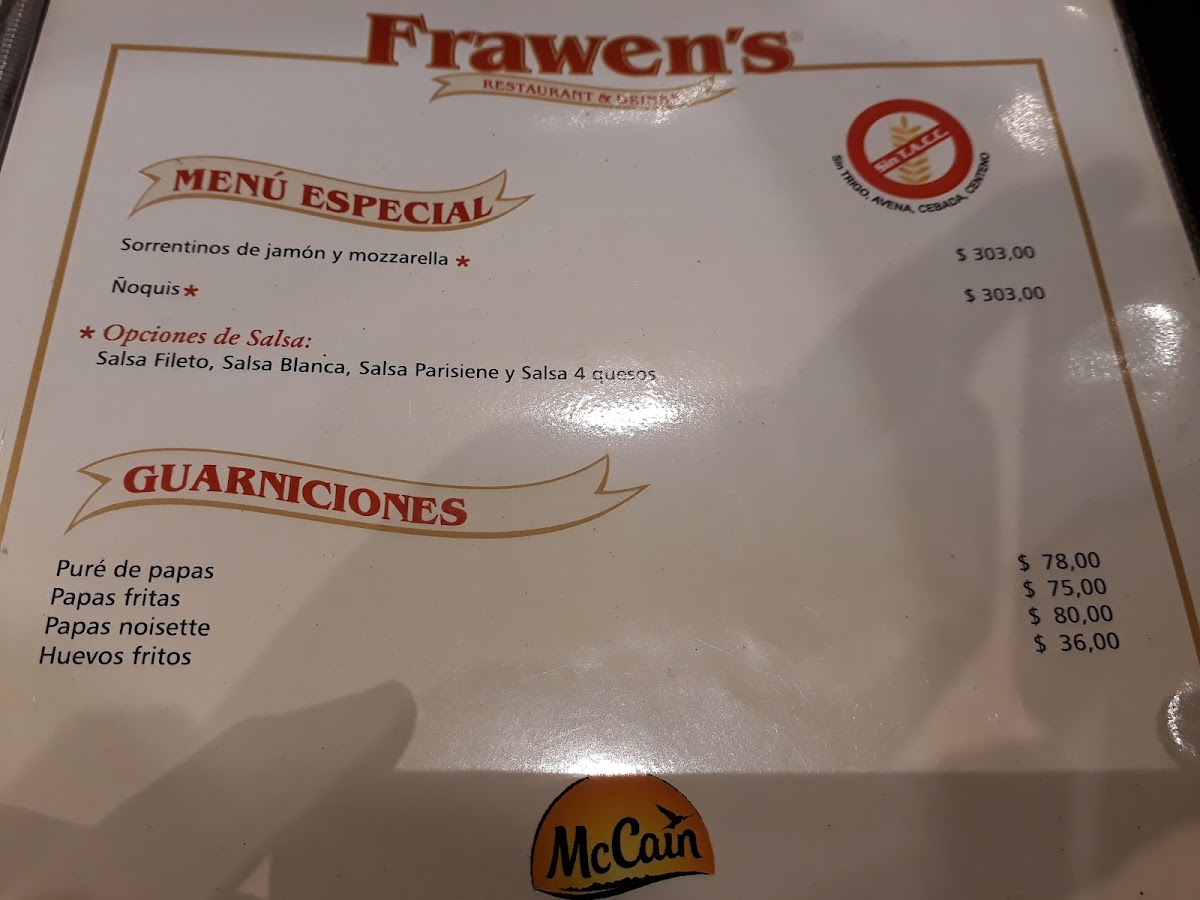 Frawen's®
RESTAURANT & DRINKS
Sin T.A.C.C.
Sin TRIGO, AVENA, CEBADA, CENTENO
MENÚ ESPECIAL
Sorrentinos de jamón y mozzarella * $ 303,00
Ñoquis * $ 303,00
* Opciones de Salsa:
Salsa Fileto, Salsa Blanca, Salsa Parisiene y Salsa 4 quesos
GUARNICIONES
Puré de papas $ 78,00
Papas fritas $ 75,00
Papas noisette $ 80,00
Huevos fritos $ 36,00
McCain